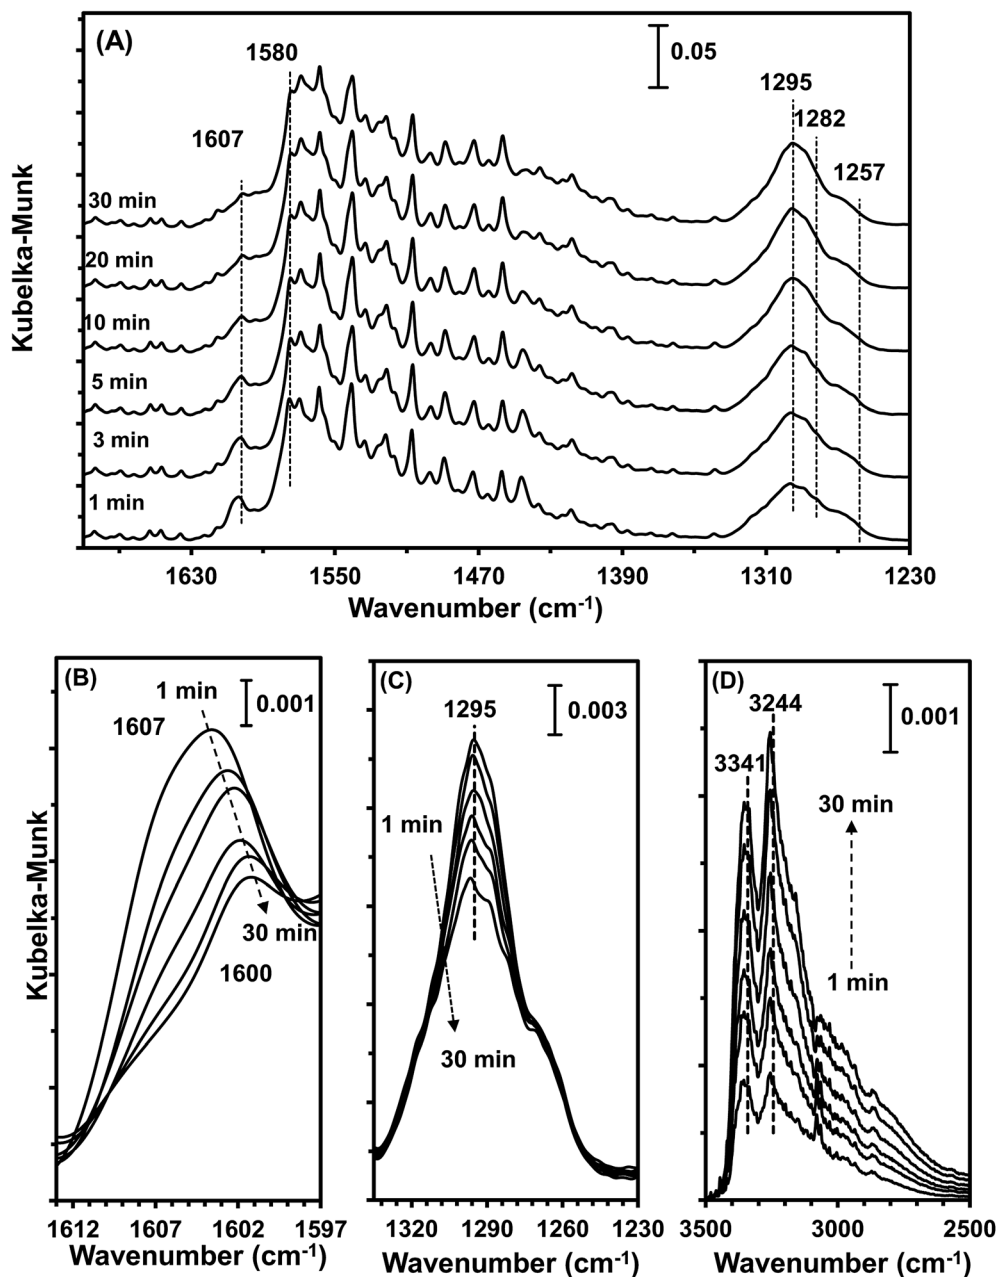 (A)
0.05
1580
1295
1282
1607
1257
30 min
20 min
10 min
5 min
3 min
1 min
Kubelka-Munk
1630 1550 1470 1390 1310 1230
Wavenumber (cm-1)
(B)
1 min
0.001
1607
30 min
1600
Kubelka-Munk
1612 1607 1602 1597
Wavenumber (cm-1)
(C)
1295
0.003
1 min
30 min
1320 1290 1260 1230
Wavenumber (cm-1)
(D)
3244
0.001
3341
30 min
1 min
3500 3000 2500
Wavenumber (cm-1)